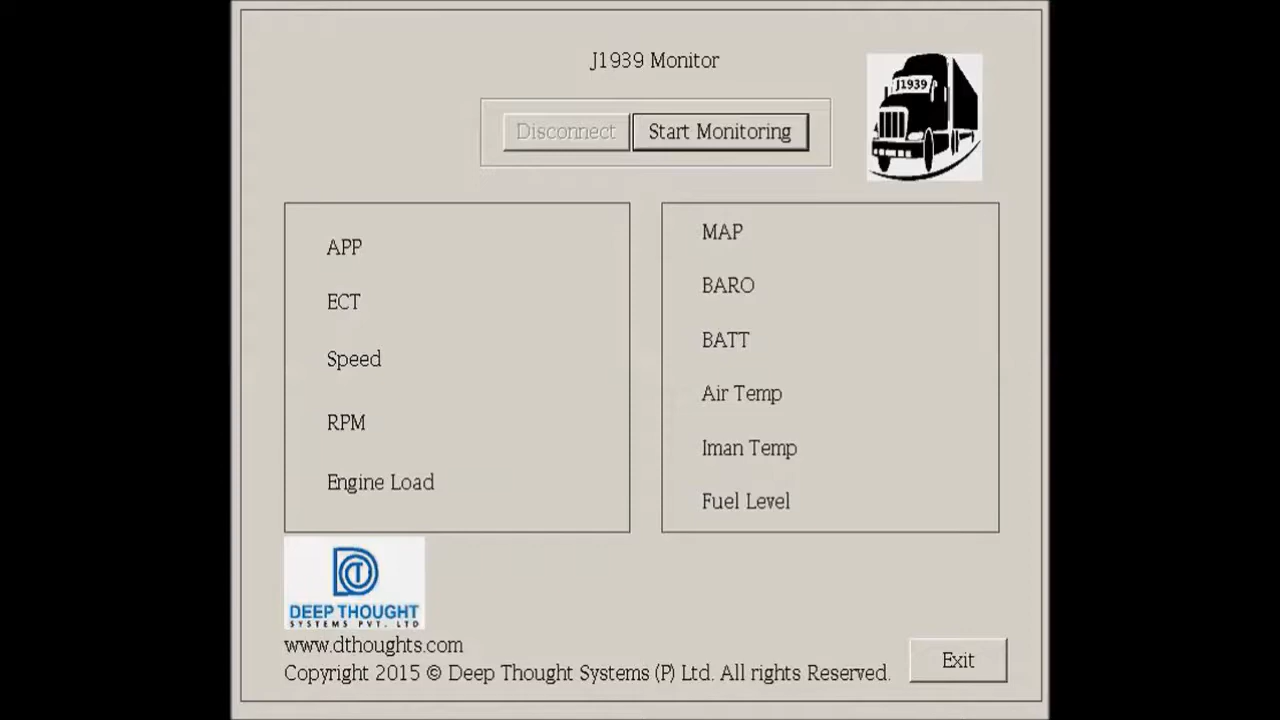 J1939 Monitor
J1939
Disconnect
Start Monitoring
APP
ECT
Speed
RPM
Engine Load
MAP
BARO
BATT
Air Temp
Iman Temp
Fuel Level
DEEP THOUGHT
SYSTEMS PVT. LTD
www.dthoughts.com
Copyright 2015 © Deep Thought Systems (P) Ltd. All rights Reserved.
Exit